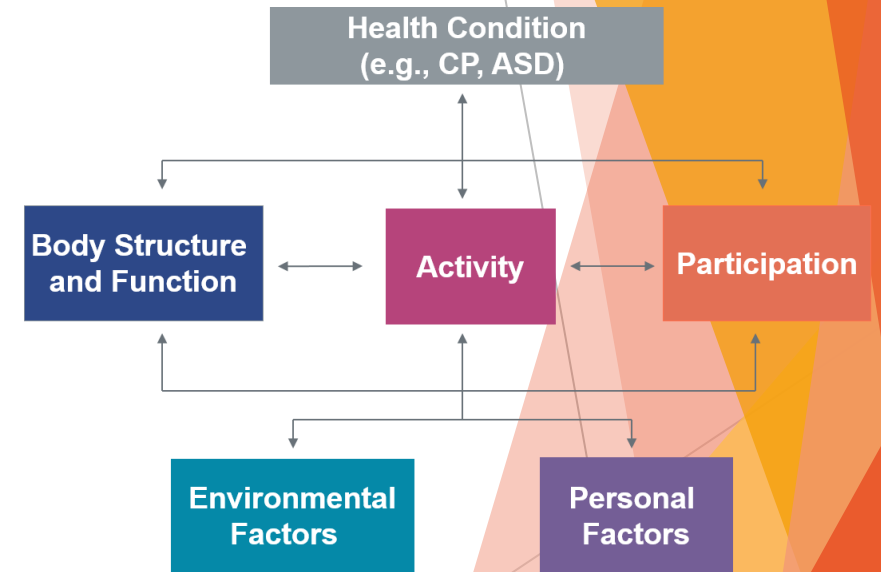 Health Condition
(e.g., CP, ASD)
Body Structure
and Function
Activity
Participation
Environmental
Factors
Personal
Factors